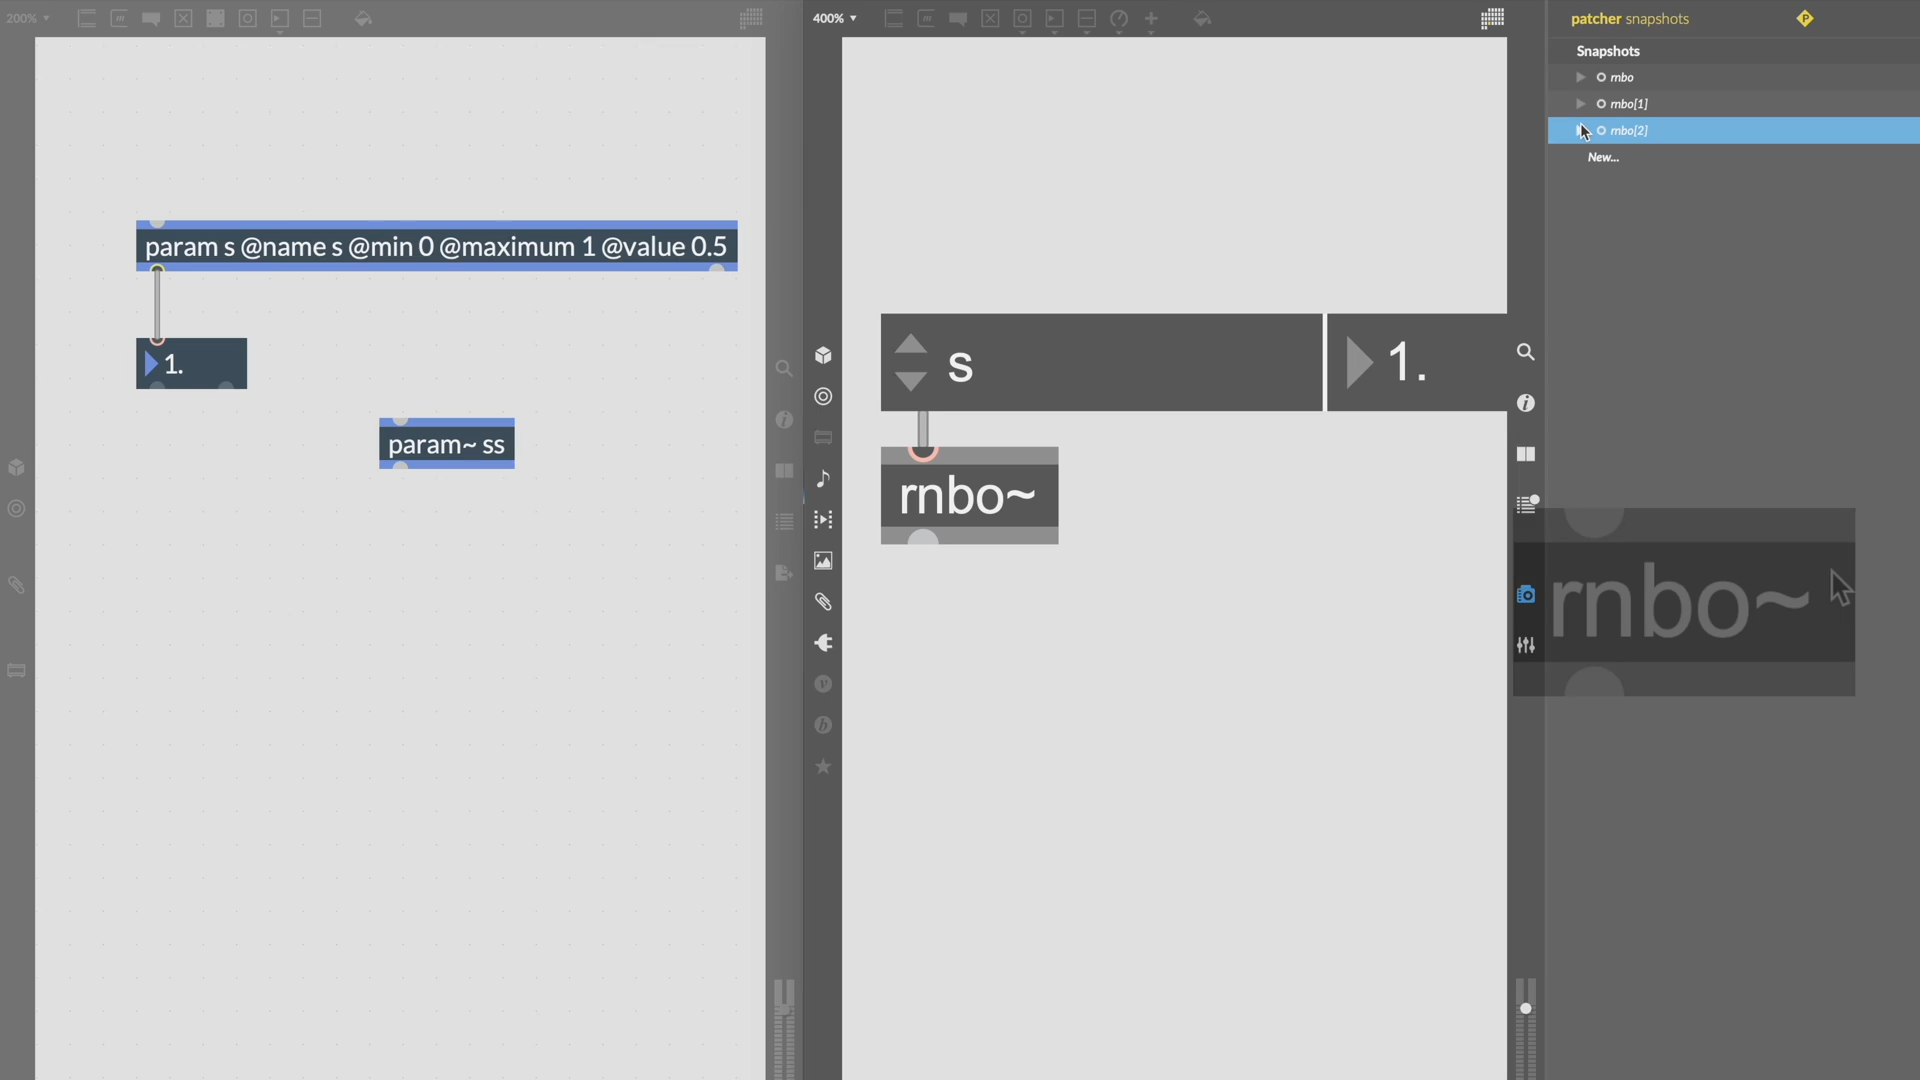 200%
400%
patcher snapshots
P
Snapshots
rnbo
rnbo[1]
rnbo[2]
New...
param s @name s @min 0 @maximum 1 @value 0.5
1.
param~ ss
s
1.
rnbo~
rnbo~